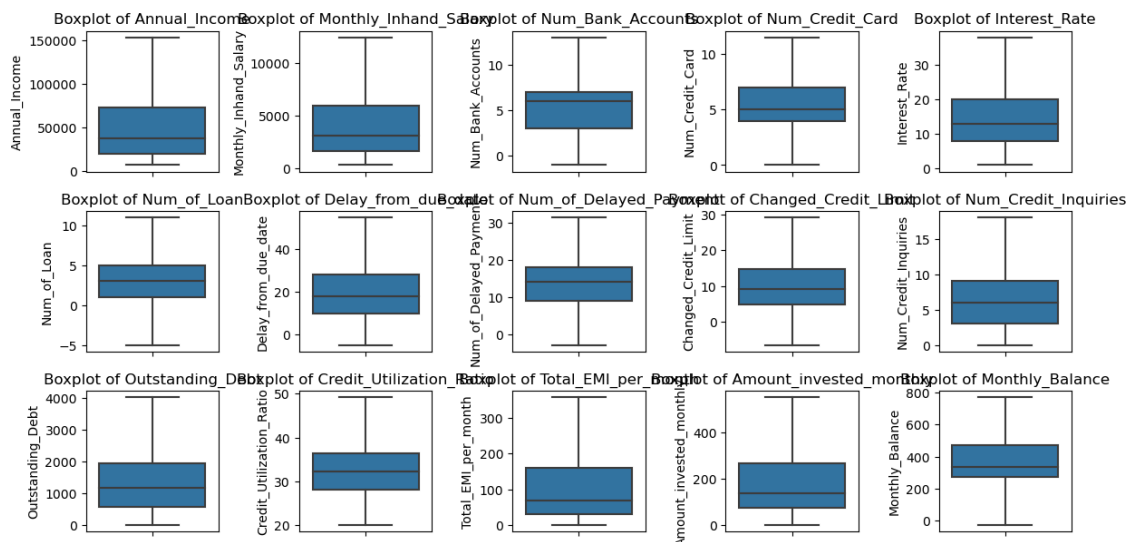 Boxplot of Annual_Income
Annual_Income
150000
100000
50000
0
Boxplot of Monthly_Inhand_Salary
Monthly_Inhand_Salary
10000
5000
0
Boxplot of Num_Bank_Accounts
Num_Bank_Accounts
10
5
0
Boxplot of Num_Credit_Card
Num_Credit_Card
10
5
0
Boxplot of Interest_Rate
Interest_Rate
30
20
10
0
Boxplot of Num_of_Loan
Num_of_Loan
10
5
0
−5
Boxplot of Delay_from_due_date
Delay_from_due_date
40
20
0
Boxplot of Num_of_Delayed_Payment
Num_of_Delayed_Payment
30
20
10
0
Boxplot of Changed_Credit_Limit
Changed_Credit_Limit
30
20
10
0
Boxplot of Num_Credit_Inquiries
Num_Credit_Inquiries
15
10
5
0
Boxplot of Outstanding_Debt
Outstanding_Debt
4000
3000
2000
1000
0
Boxplot of Credit_Utilization_Ratio
Credit_Utilization_Ratio
50
40
30
20
Boxplot of Total_EMI_per_month
Total_EMI_per_month
300
200
100
0
Boxplot of Amount_invested_monthly
Amount_invested_monthly
400
200
0
Boxplot of Monthly_Balance
Monthly_Balance
800
600
400
200
0